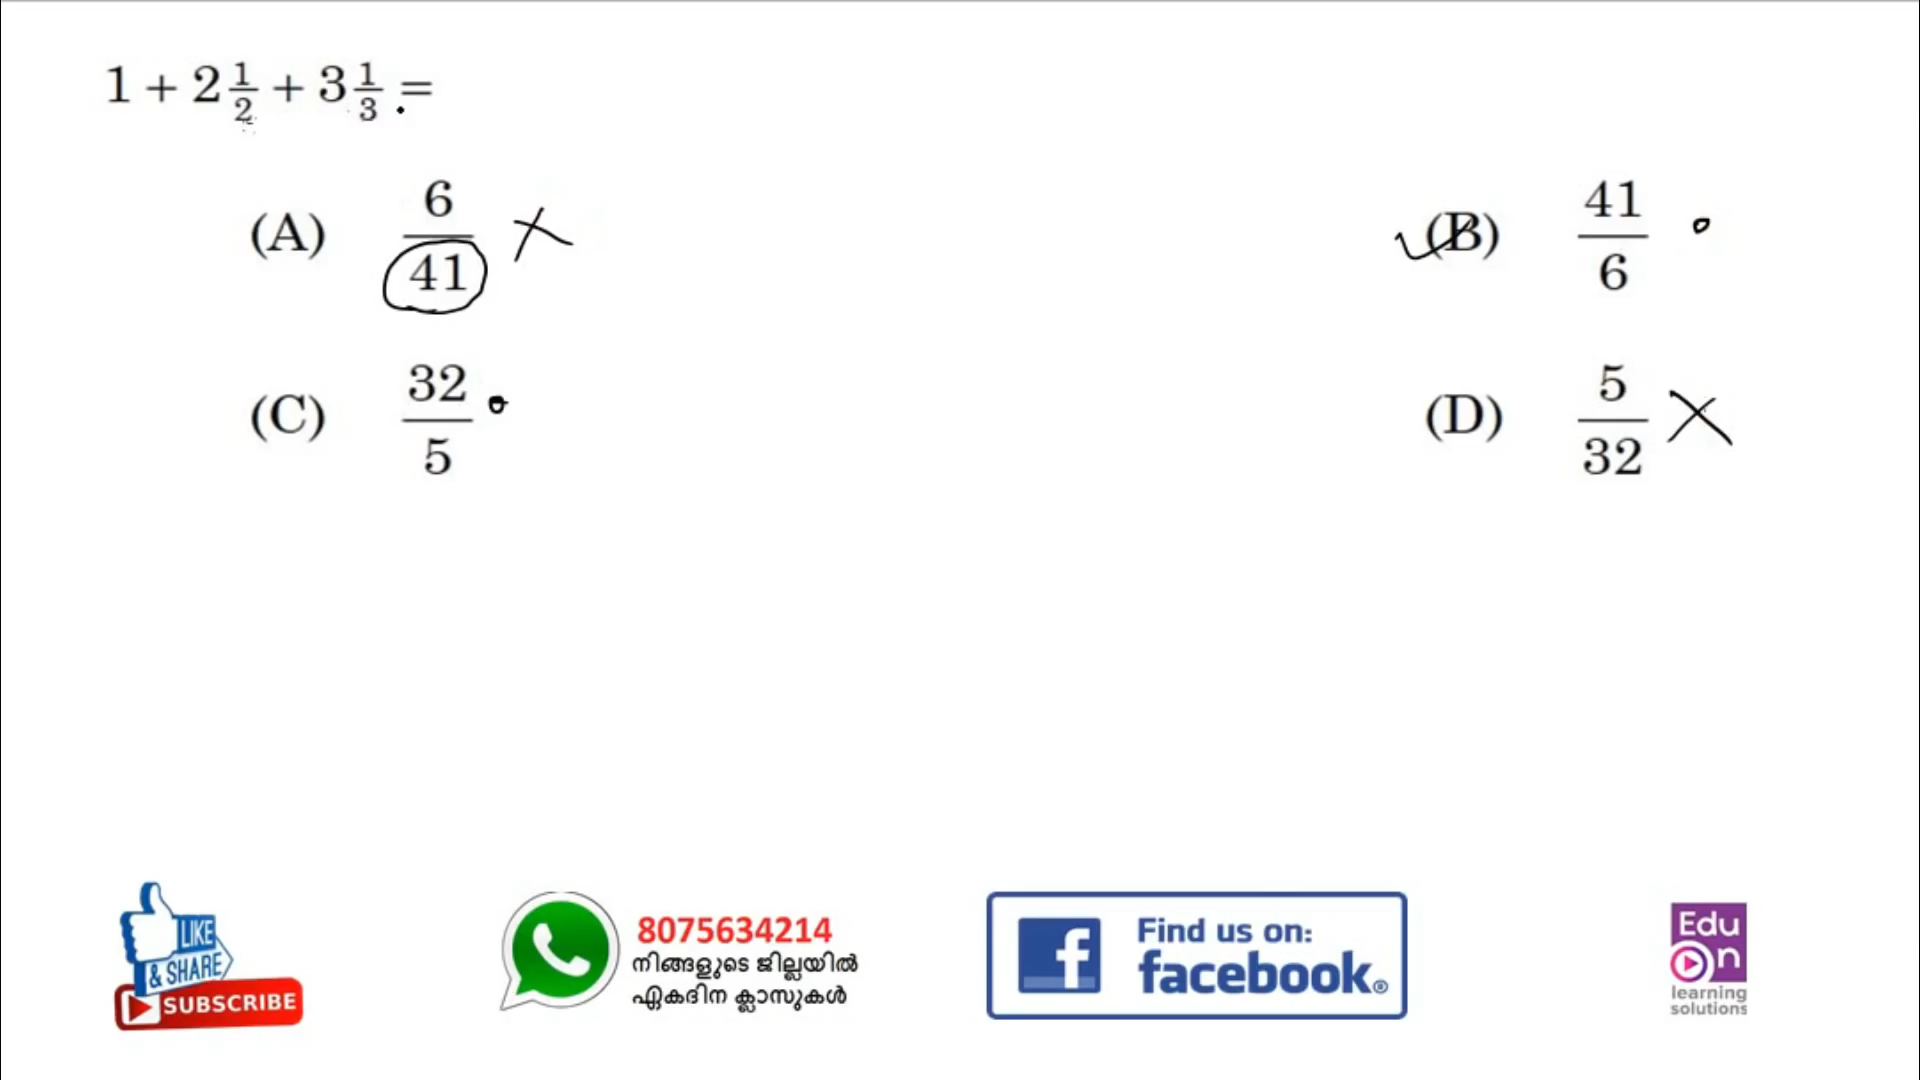 1 + 2 1/2 + 3 1/3 =
(A) 6/41
(B) 41/6
(C) 32/5
(D) 5/32
LIKE
& SHARE
SUBSCRIBE
8075634214
നിങ്ങളുടെ ജില്ലയിൽ
ഏകദിന ക്ലാസുകൾ
f
Find us on:
facebook®
Edu
On
learning
solutions